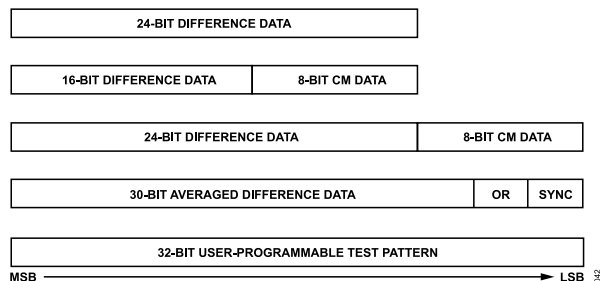 24-BIT DIFFERENCE DATA
16-BIT DIFFERENCE DATA 8-BIT CM DATA
24-BIT DIFFERENCE DATA 8-BIT CM DATA
30-BIT AVERAGED DIFFERENCE DATA OR SYNC
32-BIT USER-PROGRAMMABLE TEST PATTERN
MSB LSB
042